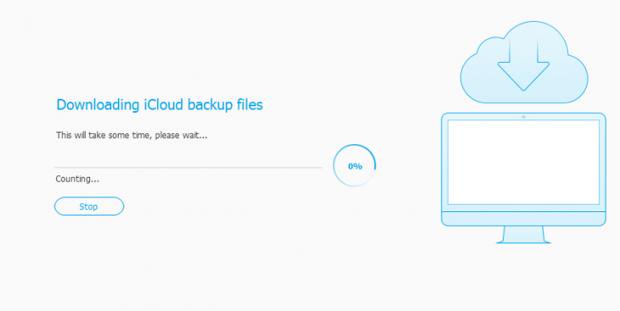 Downloading iCloud backup files
This will take some time, please wait...
0%
Counting...
Stop